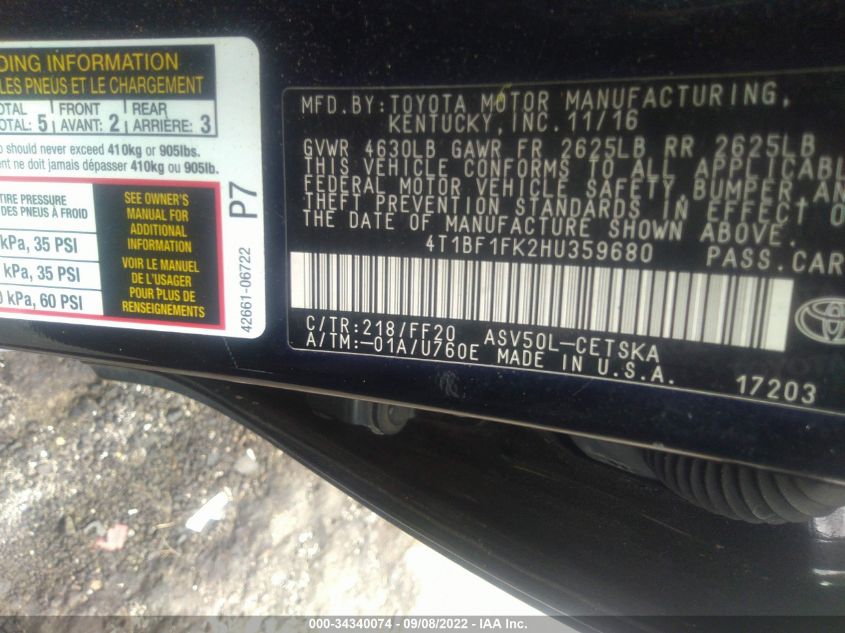 DING INFORMATION
LES PNEUS ET LE CHARGEMENT
TOTAL FRONT REAR
TOTAL: 5 AVANT: 2 ARRIÈRE: 3
o should never exceed 410kg or 905lbs.
nent ne doit jamais dépasser 410kg ou 905lb.
TIRE PRESSURE
DES PNEUS À FROID
kPa, 35 PSI
kPa, 35 PSI
0 kPa, 60 PSI
SEE OWNER'S
MANUAL FOR
ADDITIONAL
INFORMATION
VOIR LE MANUEL
DE L'USAGER
POUR PLUS DE
RENSEIGNEMENTS
P7
42661-06722
MFD.BY:TOYOTA MOTOR MANUFACTURING,
KENTUCKY,INC.11/16
GVWR 4630LB GAWR FR 2625LB RR 2625LB
THIS VEHICLE CONFORMS TO ALL APPLICABL
FEDERAL MOTOR VEHICLE SAFETY, BUMPER AN
THEFT PREVENTION STANDARDS IN EFFECT O
THE DATE OF MANUFACTURE SHOWN ABOVE.
4T1BF1FK2HU359680 PASS.CAR
C/TR:218/FF20 ASV50L-CETSKA
A/TM:-01A/U760E MADE IN U.S.A.
17203
000-34340074 - 09/08/2022 - IAA Inc.